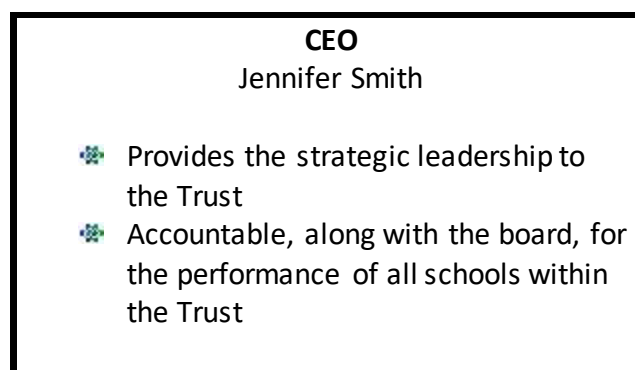 CEO
Jennifer Smith
Provides the strategic leadership to
the Trust
Accountable, along with the board, for
the performance of all schools within
the Trust